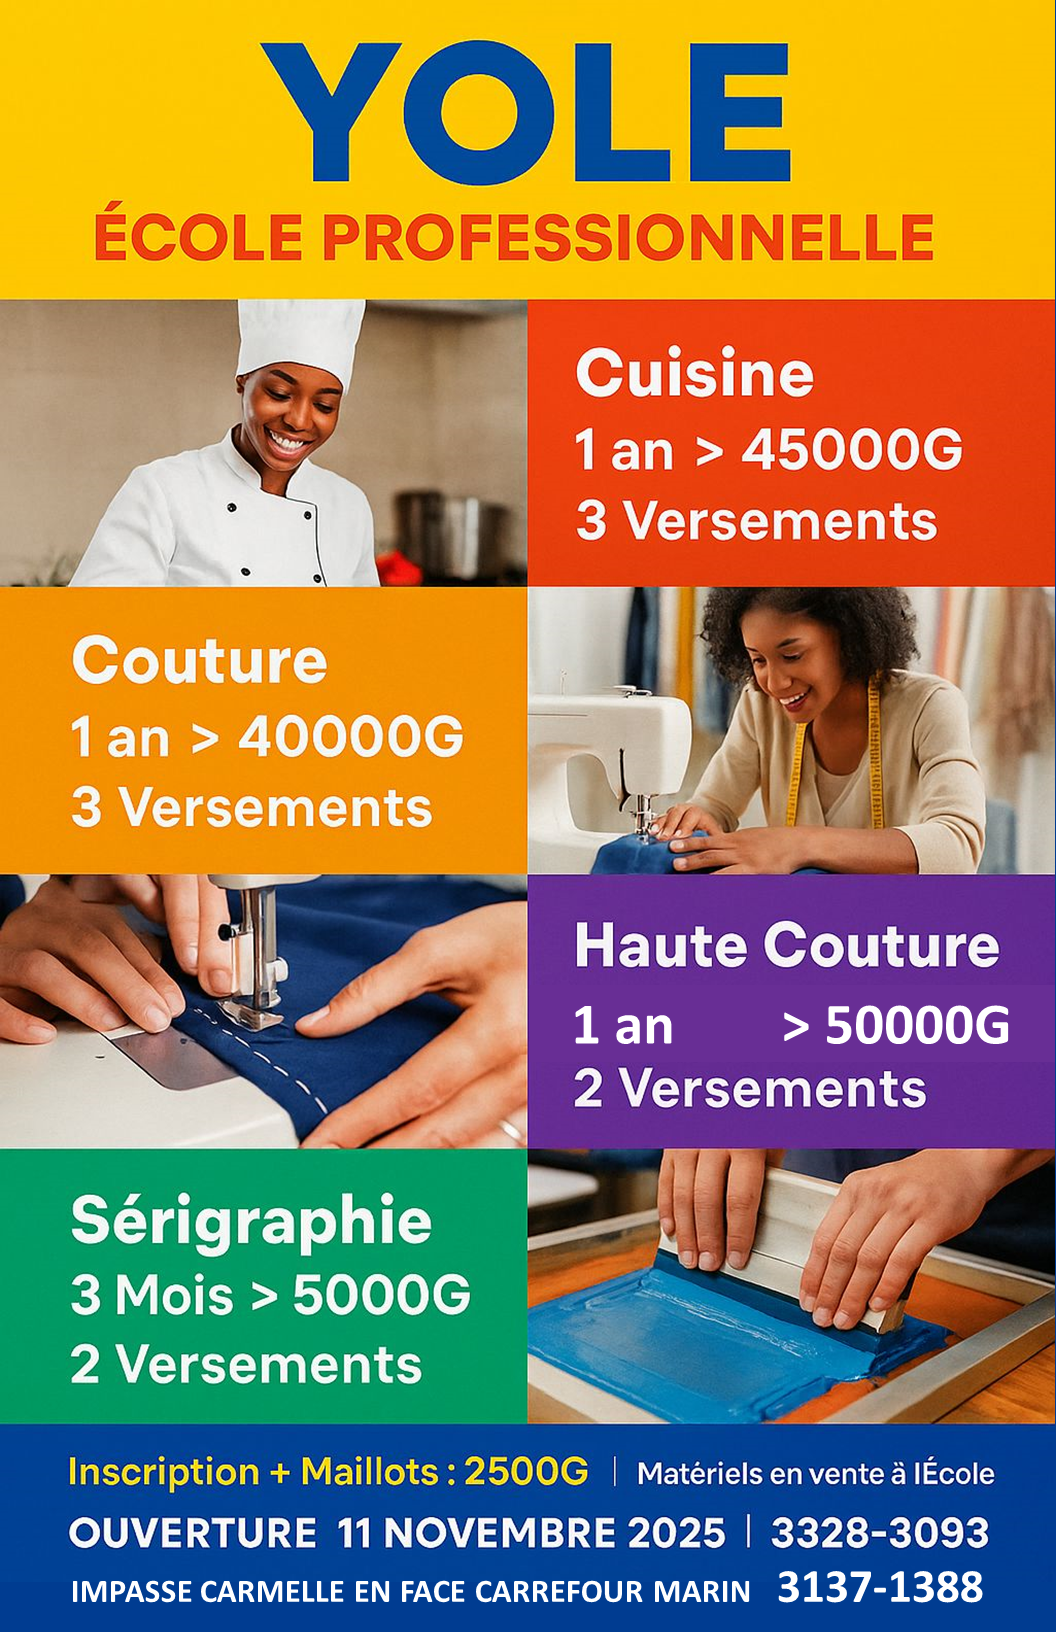 YOLE
ÉCOLE PROFESSIONNELLE
Cuisine
1 an > 45000G
3 Versements
Couture
1 an > 40000G
3 Versements
Haute Couture
1 an > 50000G
2 Versements
Sérigraphie
3 Mois > 5000G
2 Versements
Inscription + Maillots : 2500G | Matériels en vente ä lÉcole
OUVERTURE 11 NOVEMBRE 2025 | 3328-3093
IMPASSE CARMELLE EN FACE CARREFOUR MARIN 3137-1388